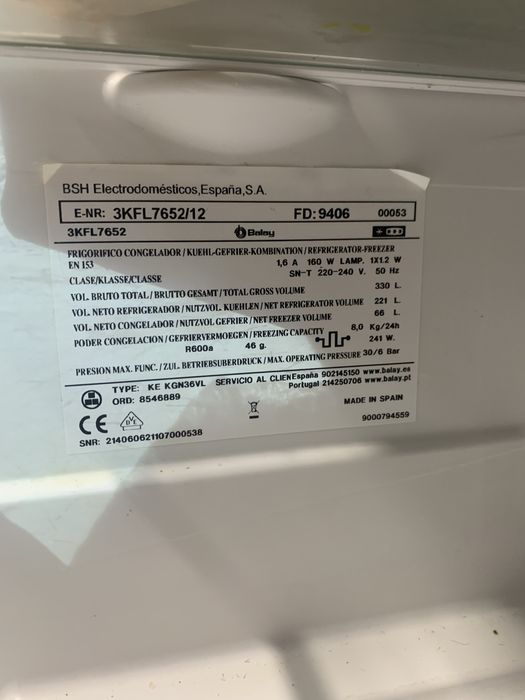 BSH Electrodomésticos,España,S.A.
E-NR: 3KFL7652/12 FD: 9406 00053
3KFL7652 Balay
FRIGORIFICO CONGELADOR / KUEHL-GEFRIER-KOMBINATION / REFRIGERATOR-FREEZER
EN 153 1,6 A 160 W LAMP. 1X1.2 W
SN-T 220-240 V. 50 Hz
CLASE/KLASSE/CLASSE
VOL. BRUTO TOTAL / BRUTTO GESAMT / TOTAL GROSS VOLUME 330 L.
VOL. NETO REFRIGERADOR / NUTZVOL. KUEHLEN / NET REFRIGERATOR VOLUME 221 L.
VOL. NETO CONGELADOR / NUTZVOL GEFRIER / NET FREEZER VOLUME 66 L.
PODER CONGELACION / GEFRIERVERMOEGEN / FREEZING CAPACITY 8,0 Kg/24h
R600a 46 g. 241 W.
PRESION MAX. FUNC. / ZUL. BETRIEBSUBERDRUCK / MAX. OPERATING PRESSURE 30/6 Bar
TYPE: KE KGN36VL SERVICIO AL CLIENEspaña 902145150 www.balay.es
ORD: 8546889 Portugal 214250706 www.balay.pt
MADE IN SPAIN
CE DVE 9000794559
SNR: 214060621107000538